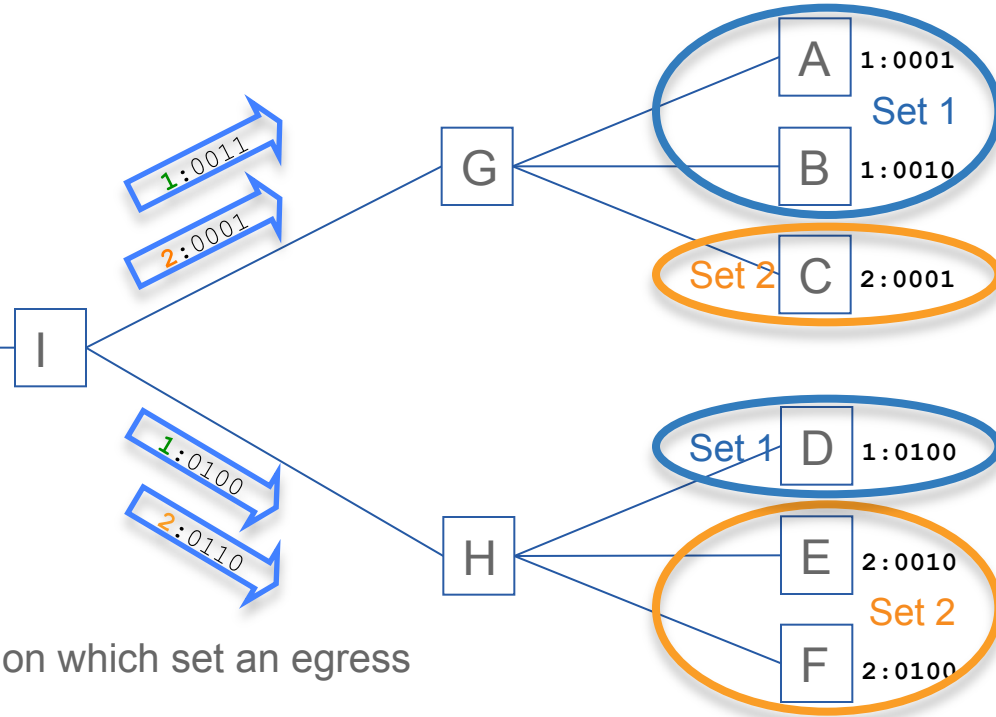 A 1:0001
Set 1
1:0011
G
B 1:0010
2:0001
Set 2 C 2:0001
I
Set 1 D 1:0100
1:0100
2:0110
H
E 2:0010
Set 2
on which set an egress
F 2:0100